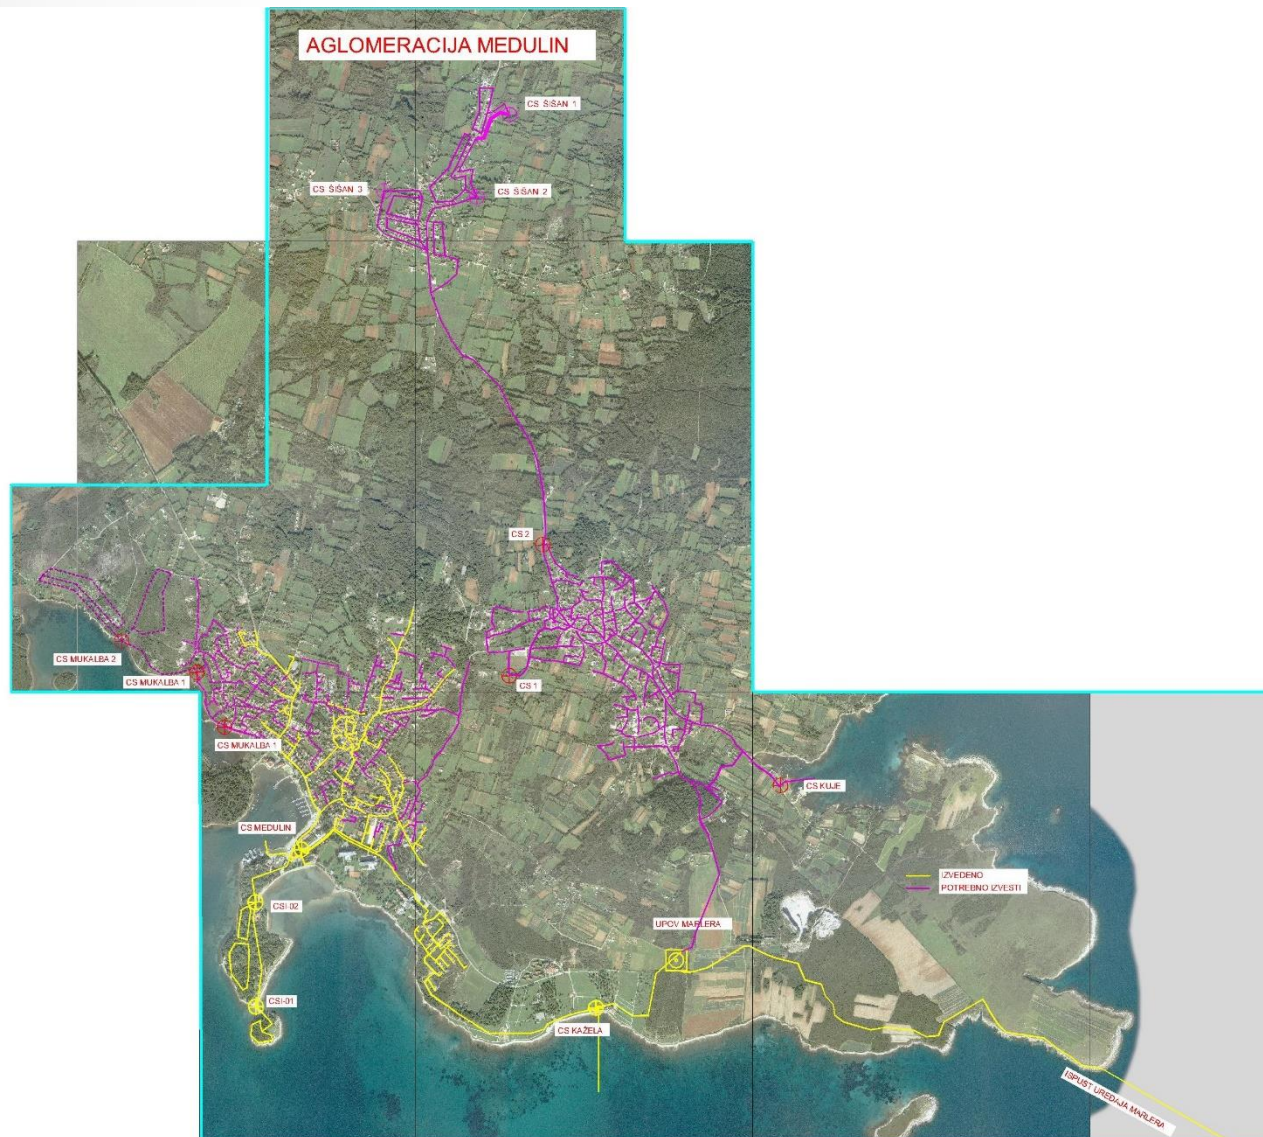 AGLOMERACIJA MEDULIN
CS ŠIŠAN 1
CS ŠIŠAN 3
CS ŠIŠAN 2
CS 2
CS MUKALBA 2
CS MUKALBA 1
CS 1
CS MUKALBA 1
CS KUJE
CS MEDULIN
IZVEDENO
POTREBNO IZVESTI
CSI-02
UPOV MARLERA
CSI-01
CS KAŽELA
ISPUST UREĐAJA MARLERA